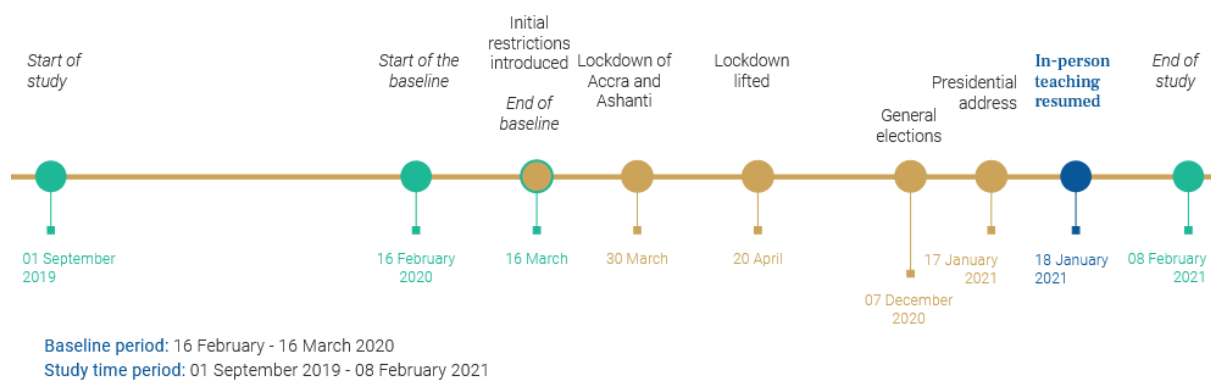 Start of
study
Start of the
baseline
Initial
restrictions
introduced
End of
baseline
Lockdown of
Accra and
Ashanti
Lockdown
lifted
General
elections
Presidential
address
In-person
teaching
resumed
End of
study
01 September
2019
16 February
2020
16 March
30 March
20 April
07 December
2020
17 January
2021
18 January
2021
08 February
2021
Baseline period: 16 February - 16 March 2020
Study time period: 01 September 2019 - 08 February 2021